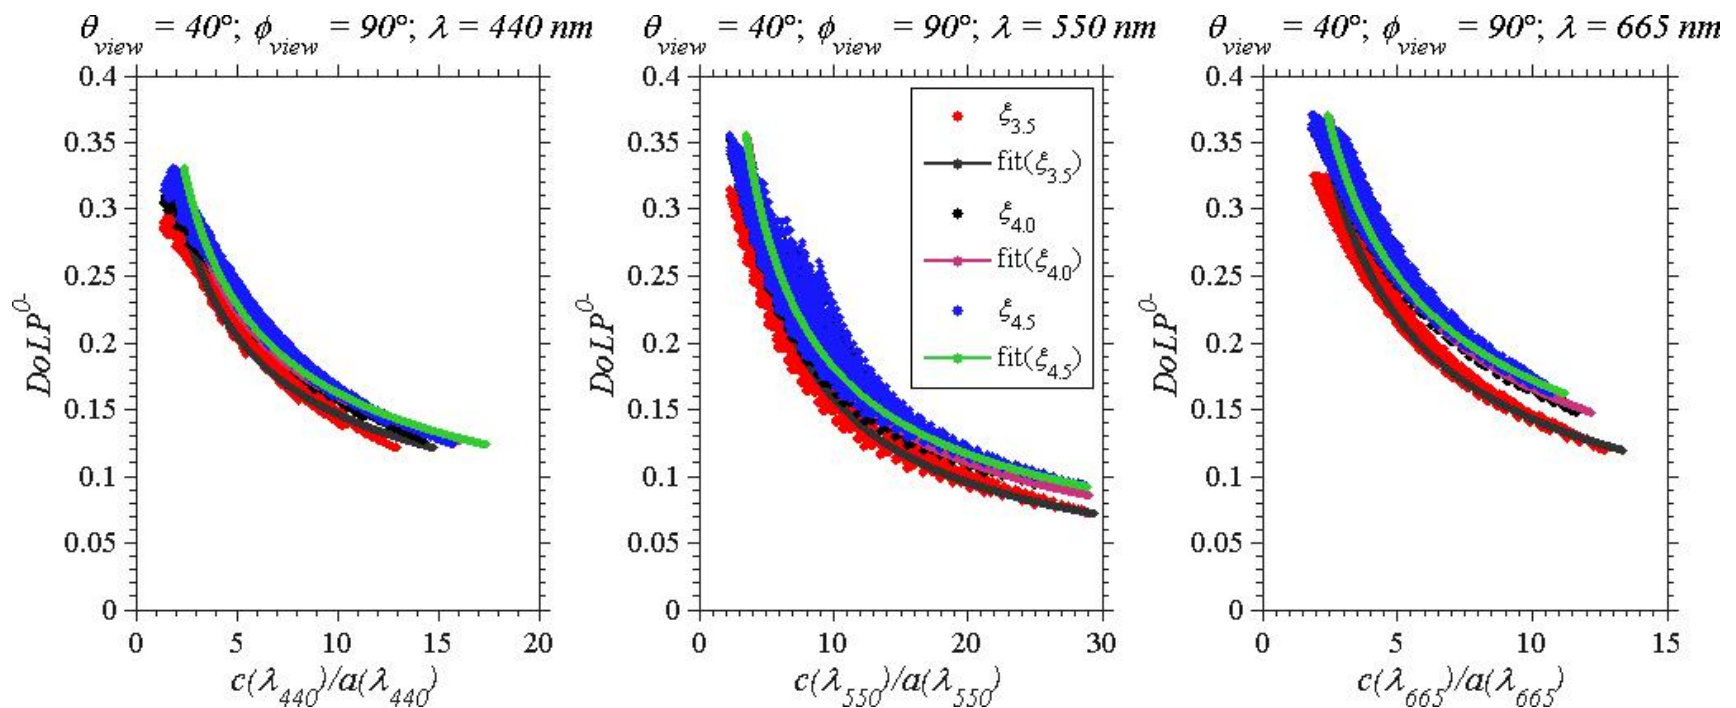 θview = 40°; ϕview = 90°; λ = 440 nm
0.4
0.35
0.3
0.25
0.2
0.15
0.1
0.05
0
DoLP0-
0 5 10 15 20
c(λ440)/a(λ440)
θview = 40°; ϕview = 90°; λ = 550 nm
0.4
0.35
0.3
0.25
0.2
0.15
0.1
0.05
0
DoLP0-
ξ3.5
fit(ξ3.5)
ξ4.0
fit(ξ4.0)
ξ4.5
fit(ξ4.5)
0 10 20 30
c(λ550)/a(λ550)
θview = 40°; ϕview = 90°; λ = 665 nm
0.4
0.35
0.3
0.25
0.2
0.15
0.1
0.05
0
DoLP0-
0 5 10 15
c(λ665)/a(λ665)